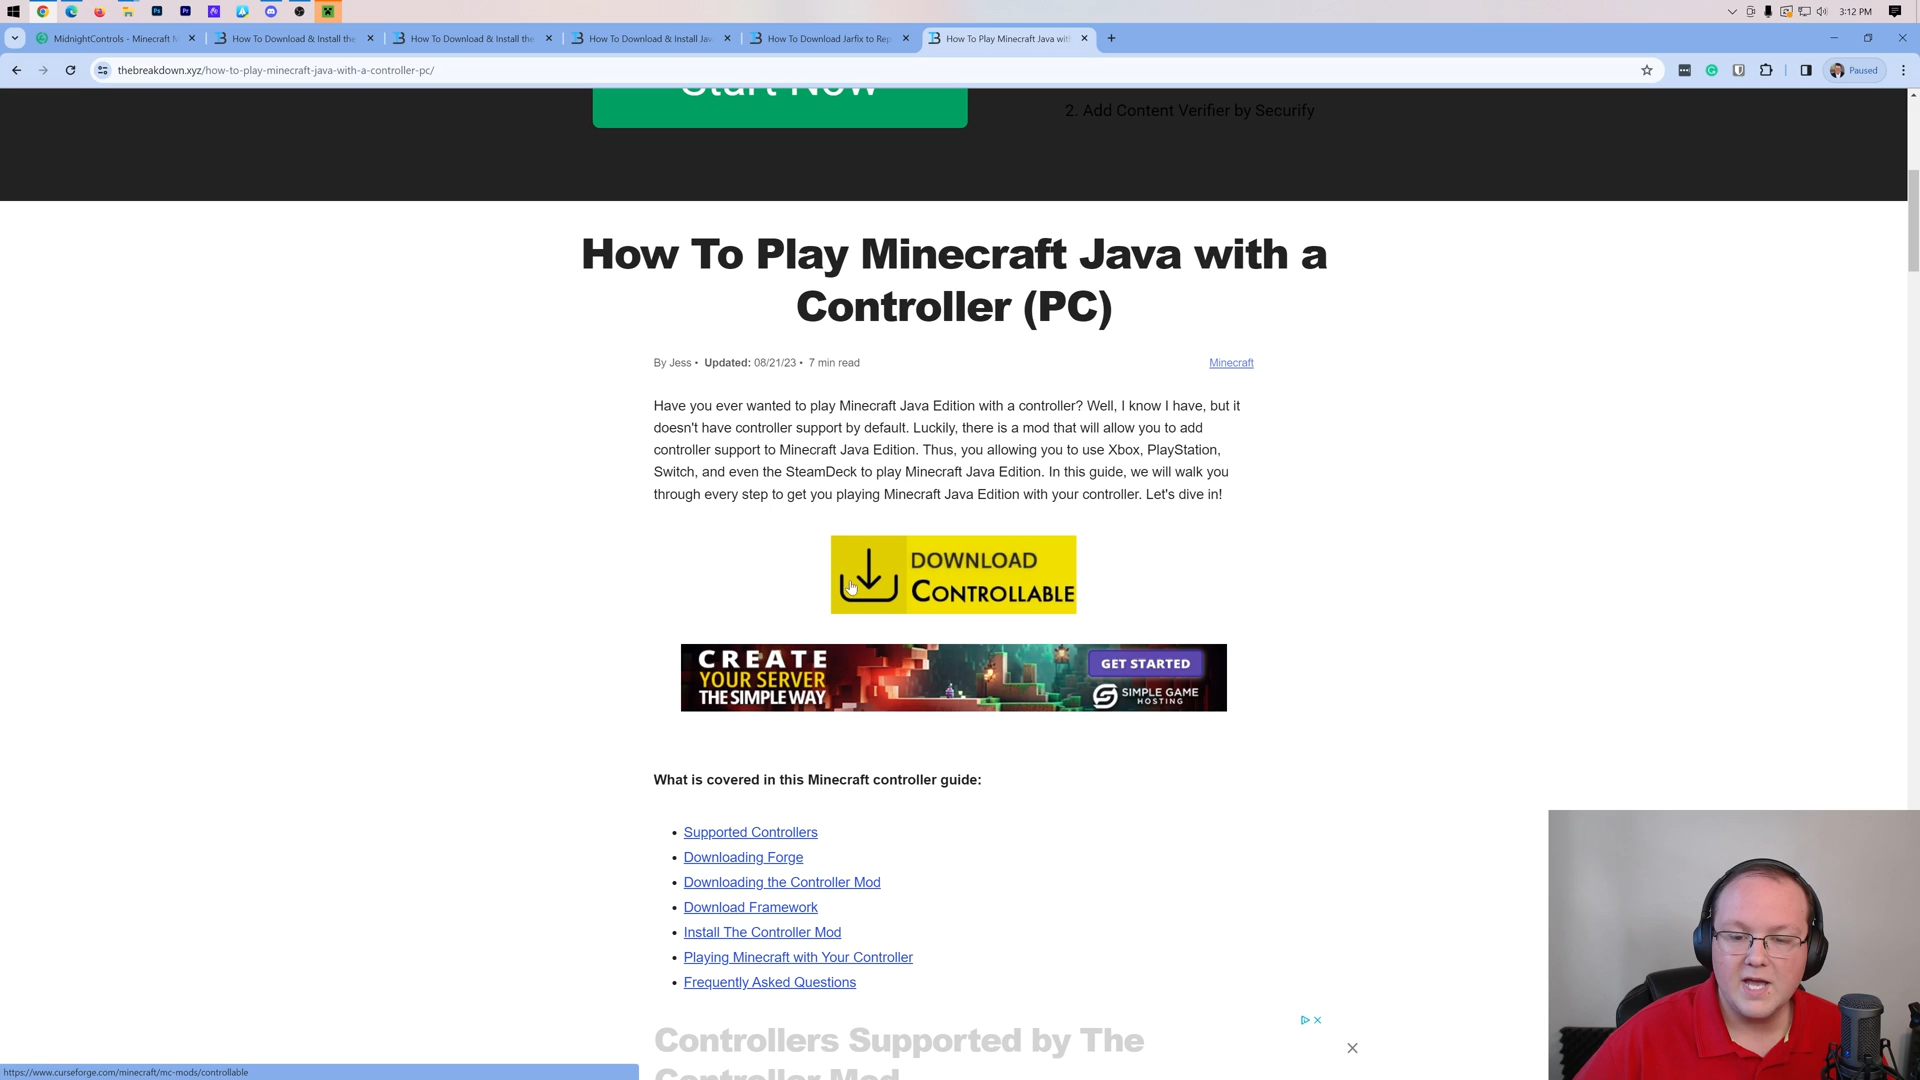 3:12 PM
MidnightControls - Minecraft M
How To Download & Install the
How To Download & Install the
How To Download & Install Jav
How To Download Jarfix to Rep
How To Play Minecraft Java wit
thebreakdown.xyz/how-to-play-minecraft-java-with-a-controller-pc/
Paused
Start Now
2. Add Content Verifier by Securify
How To Play Minecraft Java with a
Controller (PC)
By Jess • Updated: 08/21/23 • 7 min read
Minecraft
Have you ever wanted to play Minecraft Java Edition with a controller? Well, I know I have, but it
doesn't have controller support by default. Luckily, there is a mod that will allow you to add
controller support to Minecraft Java Edition. Thus, you allowing you to use Xbox, PlayStation,
Switch, and even the SteamDeck to play Minecraft Java Edition. In this guide, we will walk you
through every step to get you playing Minecraft Java Edition with your controller. Let's dive in!
DOWNLOAD
CONTROLLABLE
CREATE
YOUR SERVER
THE SIMPLE WAY
GET STARTED
SIMPLE GAME
HOSTING
What is covered in this Minecraft controller guide:
• Supported Controllers
• Downloading Forge
• Downloading the Controller Mod
• Download Framework
• Install The Controller Mod
• Playing Minecraft with Your Controller
• Frequently Asked Questions
Controllers Supported by The
Controller Mod
https://www.curseforge.com/minecraft/mc-mods/controllable